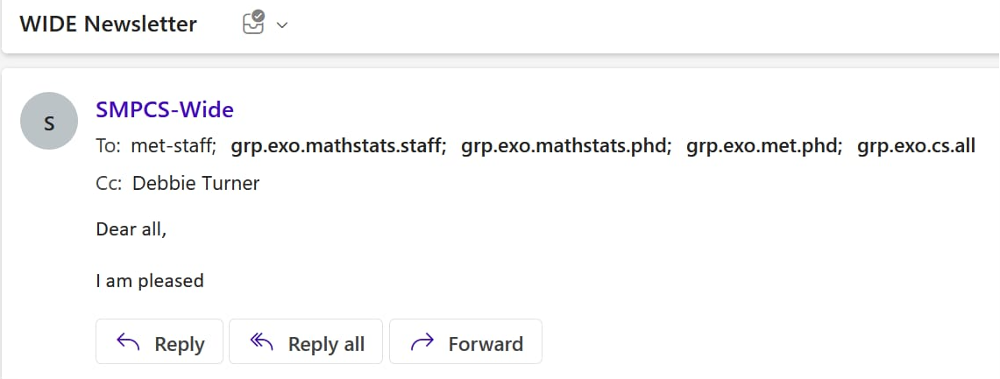 WIDE Newsletter
S
SMPCS-Wide
To: met-staff; grp.exo.mathstats.staff; grp.exo.mathstats.phd; grp.exo.met.phd; grp.exo.cs.all
Cc: Debbie Turner
Dear all,
I am pleased
Reply Reply all Forward